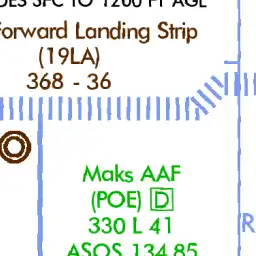 SFC TO 1200 FT AGL
Forward Landing Strip
(19LA)
368 - 36
Maks AAF
(POE) D
330 L 41
ASOS 134.85
R